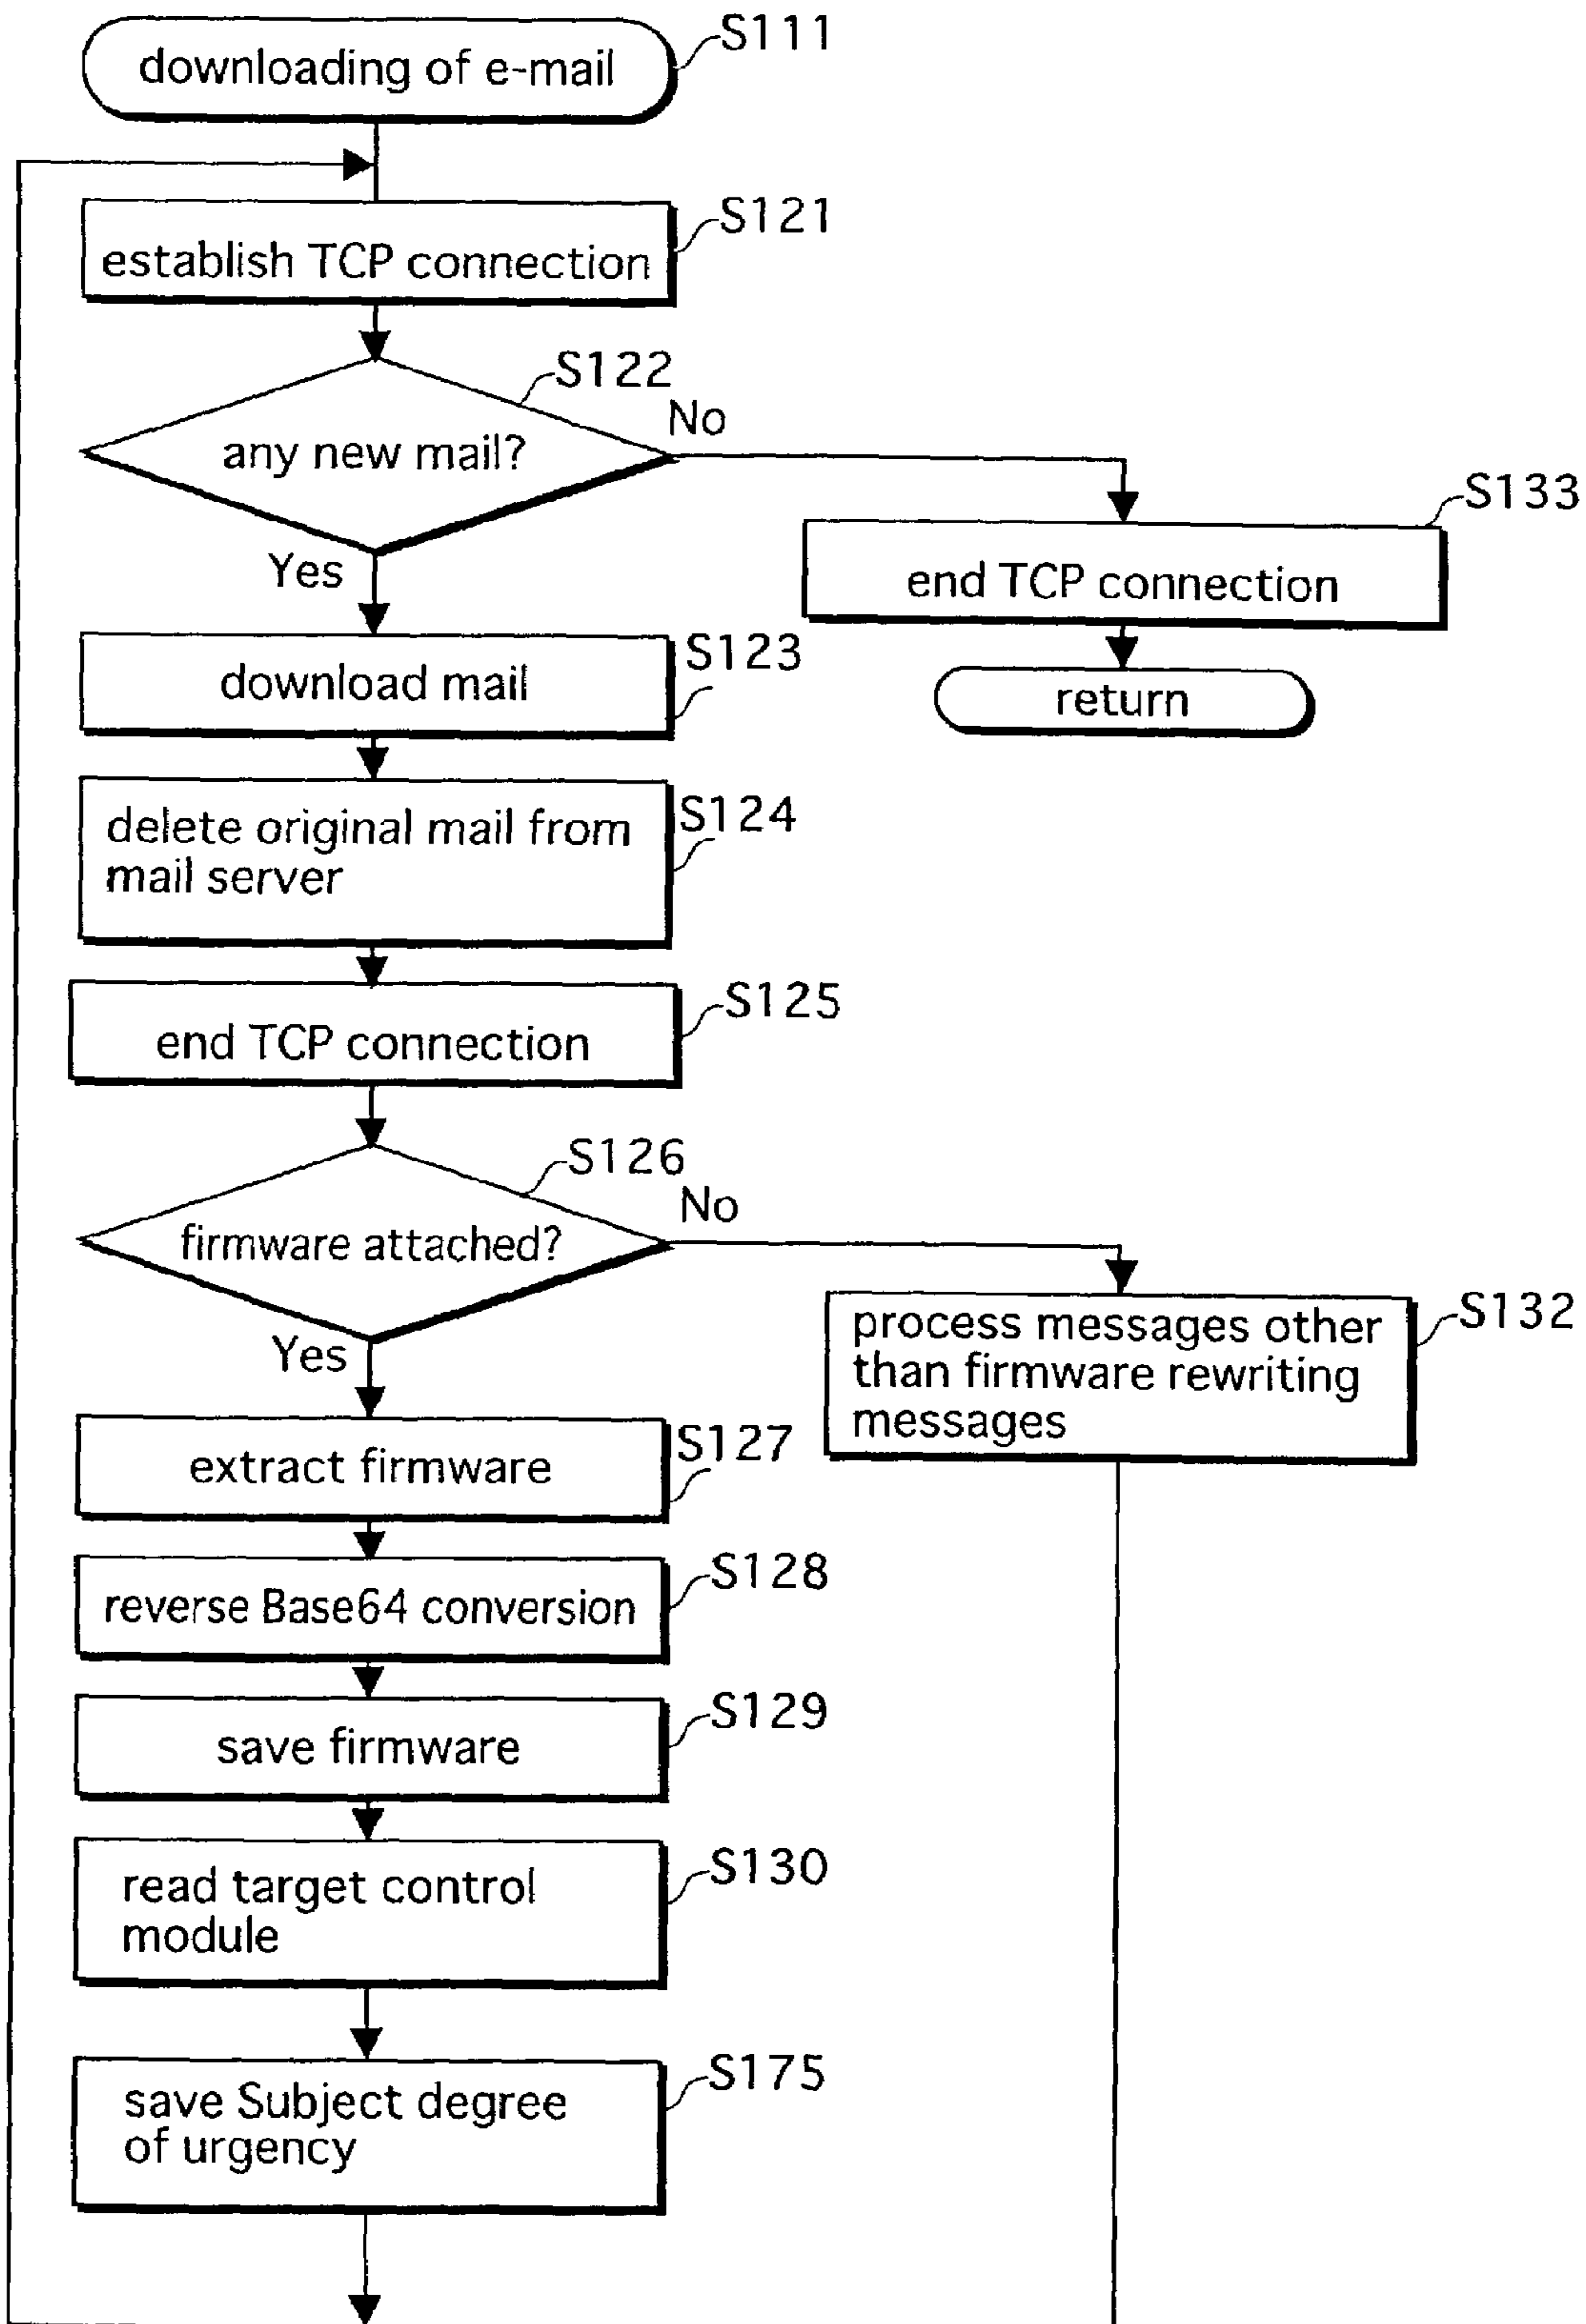 downloading of e-mail
S111
establish TCP connection
S121
S122
any new mail?
No
Yes
S133
end TCP connection
return
download mail
S123
delete original mail from
mail server
S124
end TCP connection
S125
S126
firmware attached?
No
Yes
process messages other
than firmware rewriting
messages
S132
extract firmware
S127
reverse Base64 conversion
S128
save firmware
S129
read target control
module
S130
save Subject degree
of urgency
S175